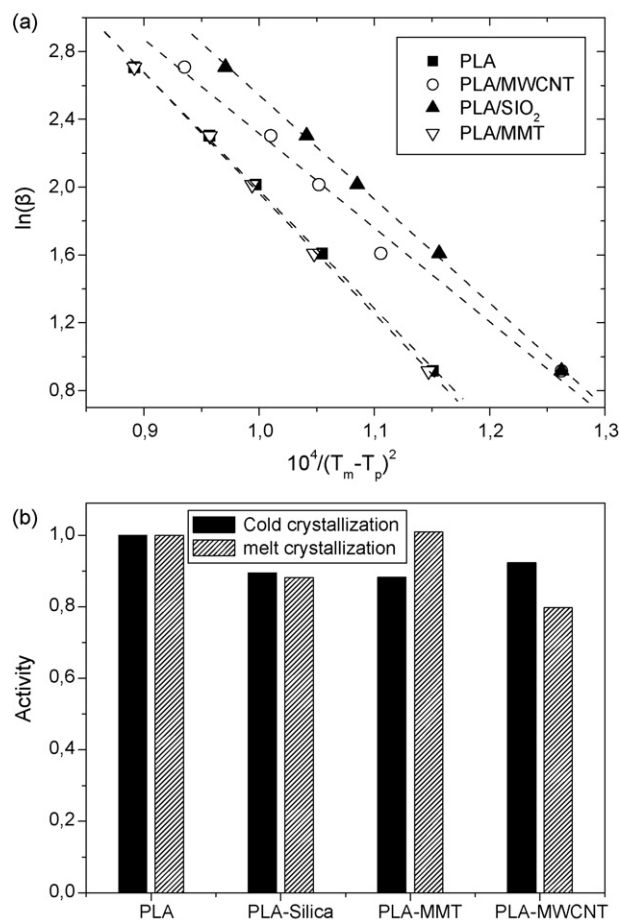 (a)
2,8
2,4
2,0
1,6
1,2
0,8
ln(β)
PLA
PLA/MWCNT
PLA/SIO₂
PLA/MMT
0,9 1,0 1,1 1,2 1,3
10⁴/(Tₘ-Tₚ)²
(b)
1,0
0,8
0,6
0,4
0,2
0,0
Activity
Cold crystallization
melt crystallization
PLA PLA-Silica PLA-MMT PLA-MWCNT